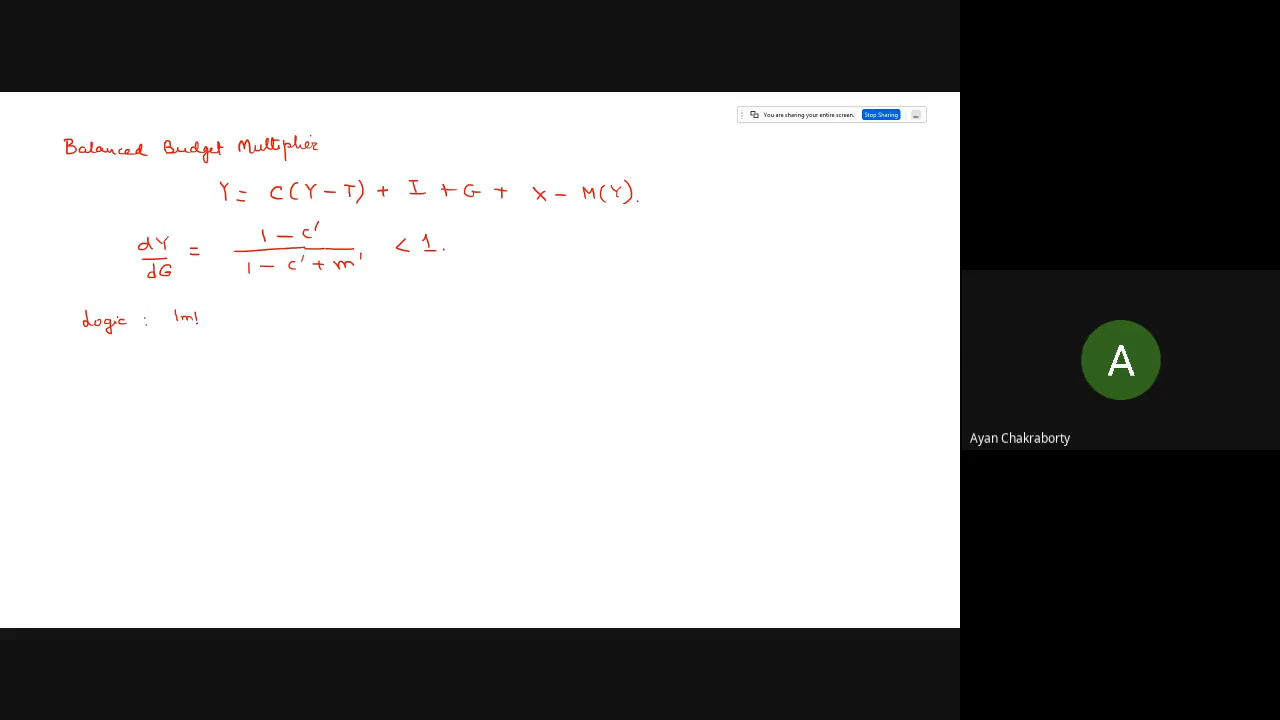 You are sharing your entire screen. Stop Sharing
Balanced Budget Multiplier
Y = C(Y-T) + I + G + X - M(Y).
dY/dG = (1 - c')/(1 - c' + m') < 1.
Logic :
A
Ayan Chakraborty